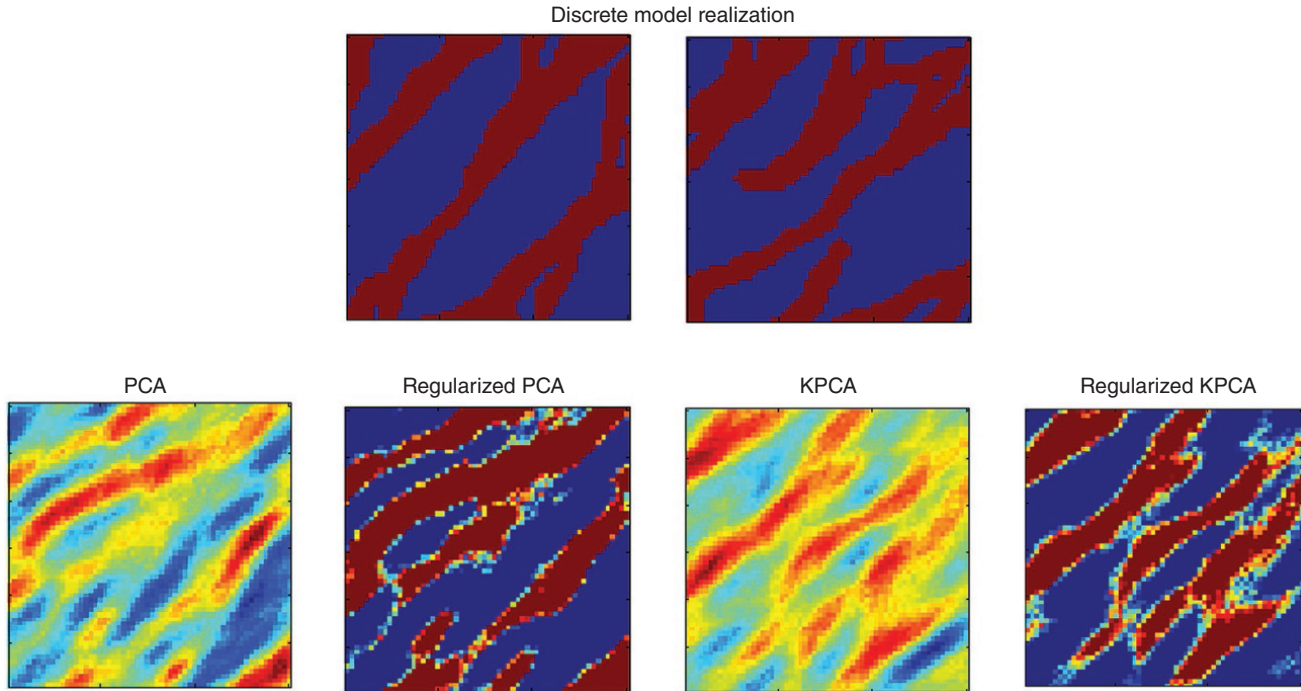 Discrete model realization
PCA
Regularized PCA
KPCA
Regularized KPCA